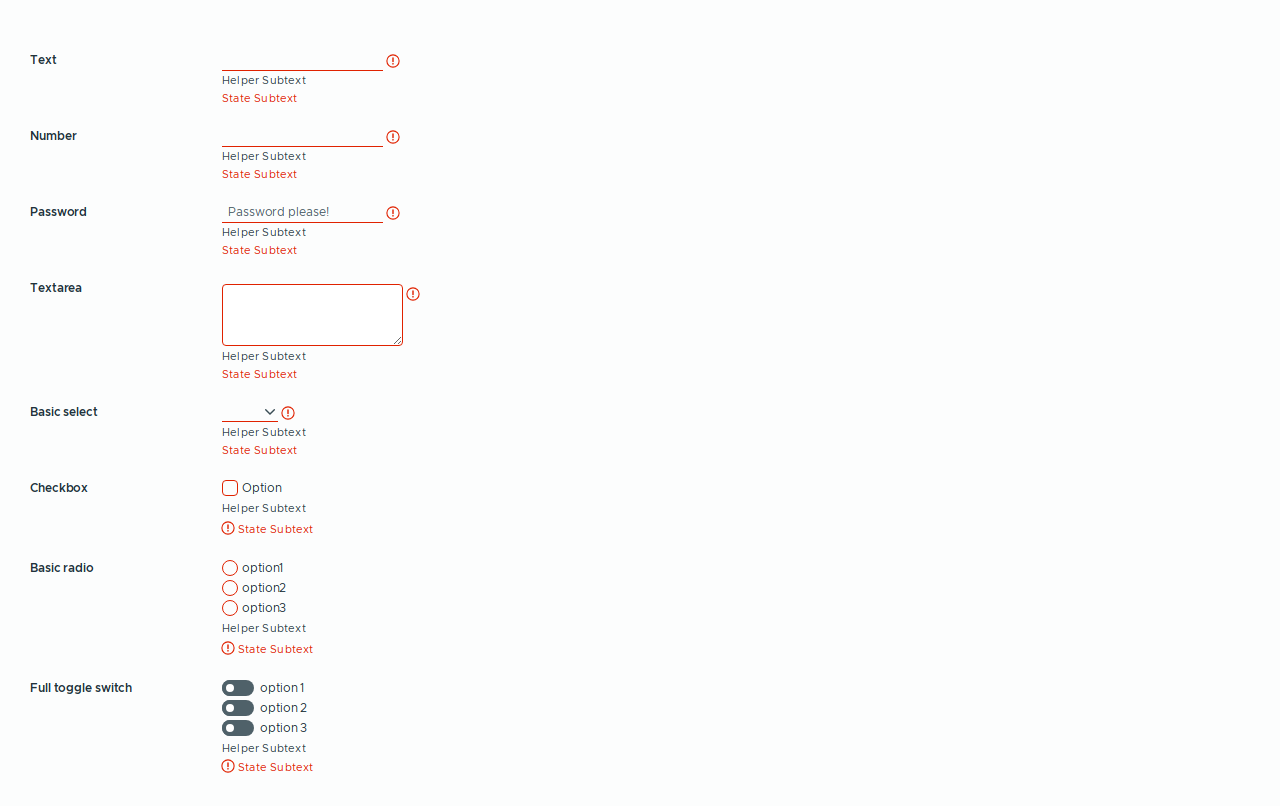 Text
Helper Subtext
State Subtext
Number
Helper Subtext
State Subtext
Password
Password please!
Helper Subtext
State Subtext
Textarea
Helper Subtext
State Subtext
Basic select
Helper Subtext
State Subtext
Checkbox
Option
Helper Subtext
State Subtext
Basic radio
option1
option2
option3
Helper Subtext
State Subtext
Full toggle switch
option 1
option 2
option 3
Helper Subtext
State Subtext